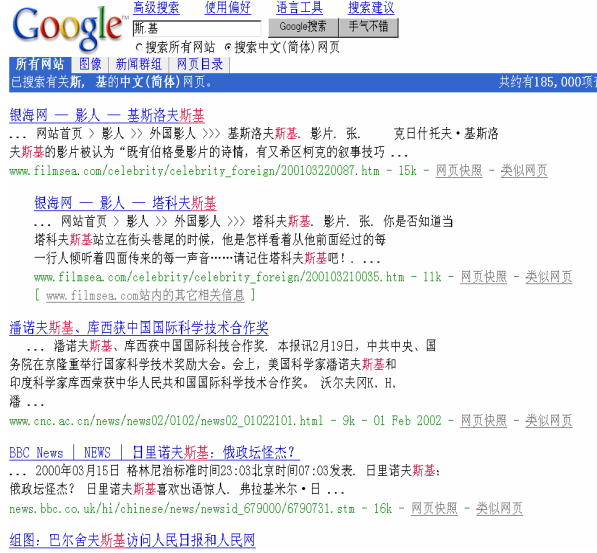 Google™
高级搜索 使用偏好 语言工具 搜索建议
斯.基 Google搜索 手气不错
搜索所有网站 搜索中文(简体)网页
所有网站 图像 新闻群组 网页目录
已搜索有关斯, 基的中文(简体)网页。 共约有185,000项
银海网 — 影人 — 基斯洛夫斯基
... 网站首页 > 影人 >> 外国影人 >>> 基斯洛夫斯基. 影片. 张. 克日什托夫·基斯洛
夫斯基的影片被认为“既有伯格曼影片的诗情，有又希区柯克的叙事技巧 ...
www.filmsea.com/celebrity/celebrity_foreign/200103220087.htm - 15k - 网页快照 - 类似网页
银海网 — 影人 — 塔科夫斯基
... 网站首页 > 影人 >> 外国影人 >>> 塔科夫斯基. 影片. 张. 你是否知道当
塔科夫斯基站立在街头巷尾的时候，他是怎样看着从他前面经过的每
一行人倾听着四面传来的每一声音……请记住塔科夫斯基吧！. ...
www.filmsea.com/celebrity/celebrity_foreign/200103210035.htm - 11k - 网页快照 - 类似网页
[ www.filmsea.com站内的其它相关信息 ]
潘诺夫斯基、库西获中国国际科学技术合作奖
... 潘诺夫斯基、库西获中国国际科技合作奖. 本报讯2月19日，中共中央、国
务院在京隆重举行国家科学技术奖励大会。会上，美国科学家潘诺夫斯基和
印度科学家库西荣获中华人民共和国国际科学技术合作奖。 沃尔夫冈K. H.
潘 ...
www.cnc.ac.cn/news/news02/0102/news02_01022101.html - 9k - 01 Feb 2002 - 网页快照 - 类似网页
BBC News | NEWS | 日里诺夫斯基：俄政坛怪杰？
... 2000年03月15日 格林尼治标准时间23:03北京时间07:03发表. 日里诺夫斯基：
俄政坛怪杰？ 日里诺夫斯基喜欢出语惊人. 弗拉基米尔·日 ...
news.bbc.co.uk/hi/chinese/news/newsid_679000/6790731.stm - 16k - 网页快照 - 类似网页
组图：巴尔舍夫斯基访问人民日报和人民网